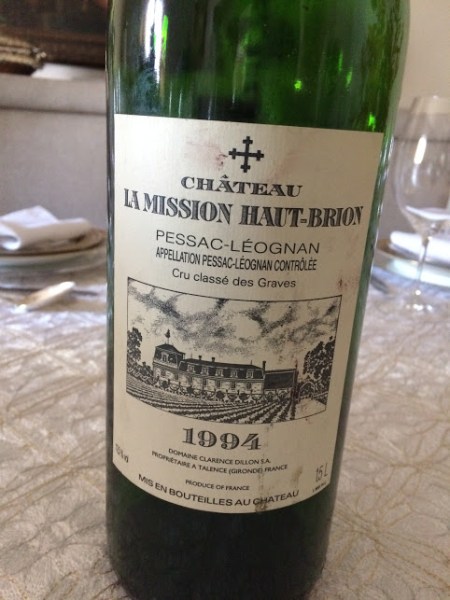 CHÂTEAU
LA MISSION HAUT-BRION
PESSAC-LÉOGNAN
APPELLATION PESSAC-LÉOGNAN CONTRÔLÉE
Cru classé des Graves
1994
DOMAINE CLARENCE DILLON S.A.
PROPRIÉTAIRE A TALENCE (GIRONDE) FRANCE
PRODUCE OF FRANCE
1,5 L
MIS EN BOUTEILLES AU CHATEAU